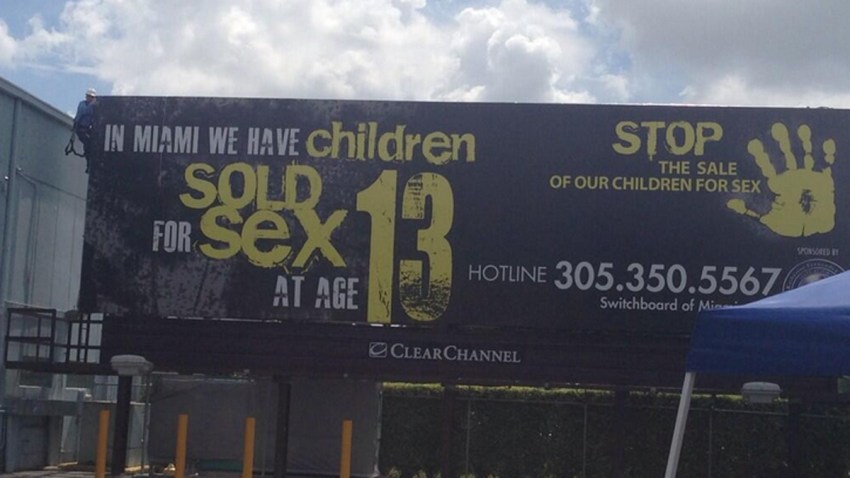 IN MIAMI WE HAVE children
SOLD
FOR sex
AT AGE 13
STOP
THE SALE
OF OUR CHILDREN FOR SEX
HOTLINE 305.350.5567
Switchboard of
SPONSORED BY
CLEARCHANNEL